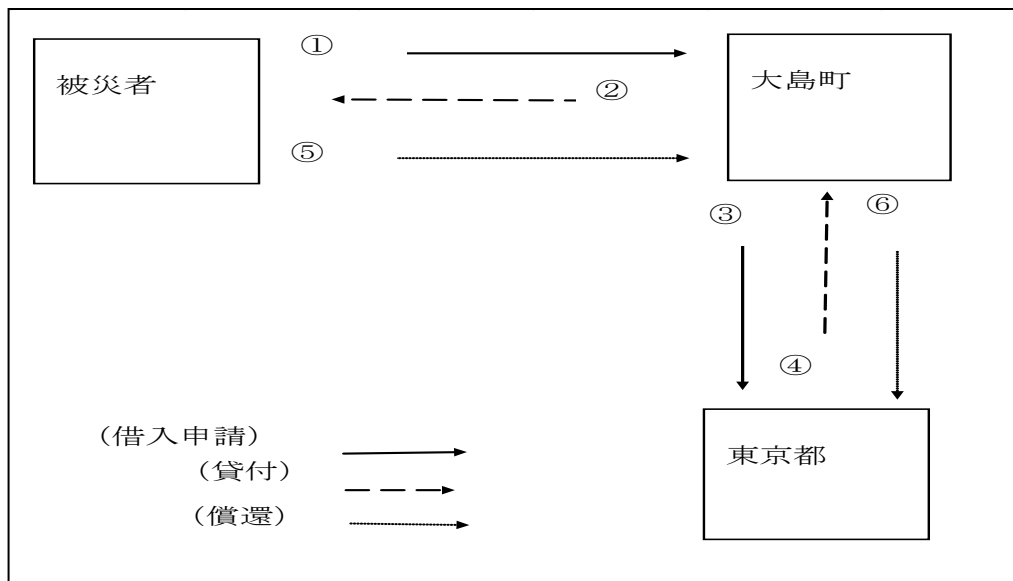 ①
被災者
大島町
②
⑤
③
⑥
④
（借入申請）
（貸付）
（償還）
東京都